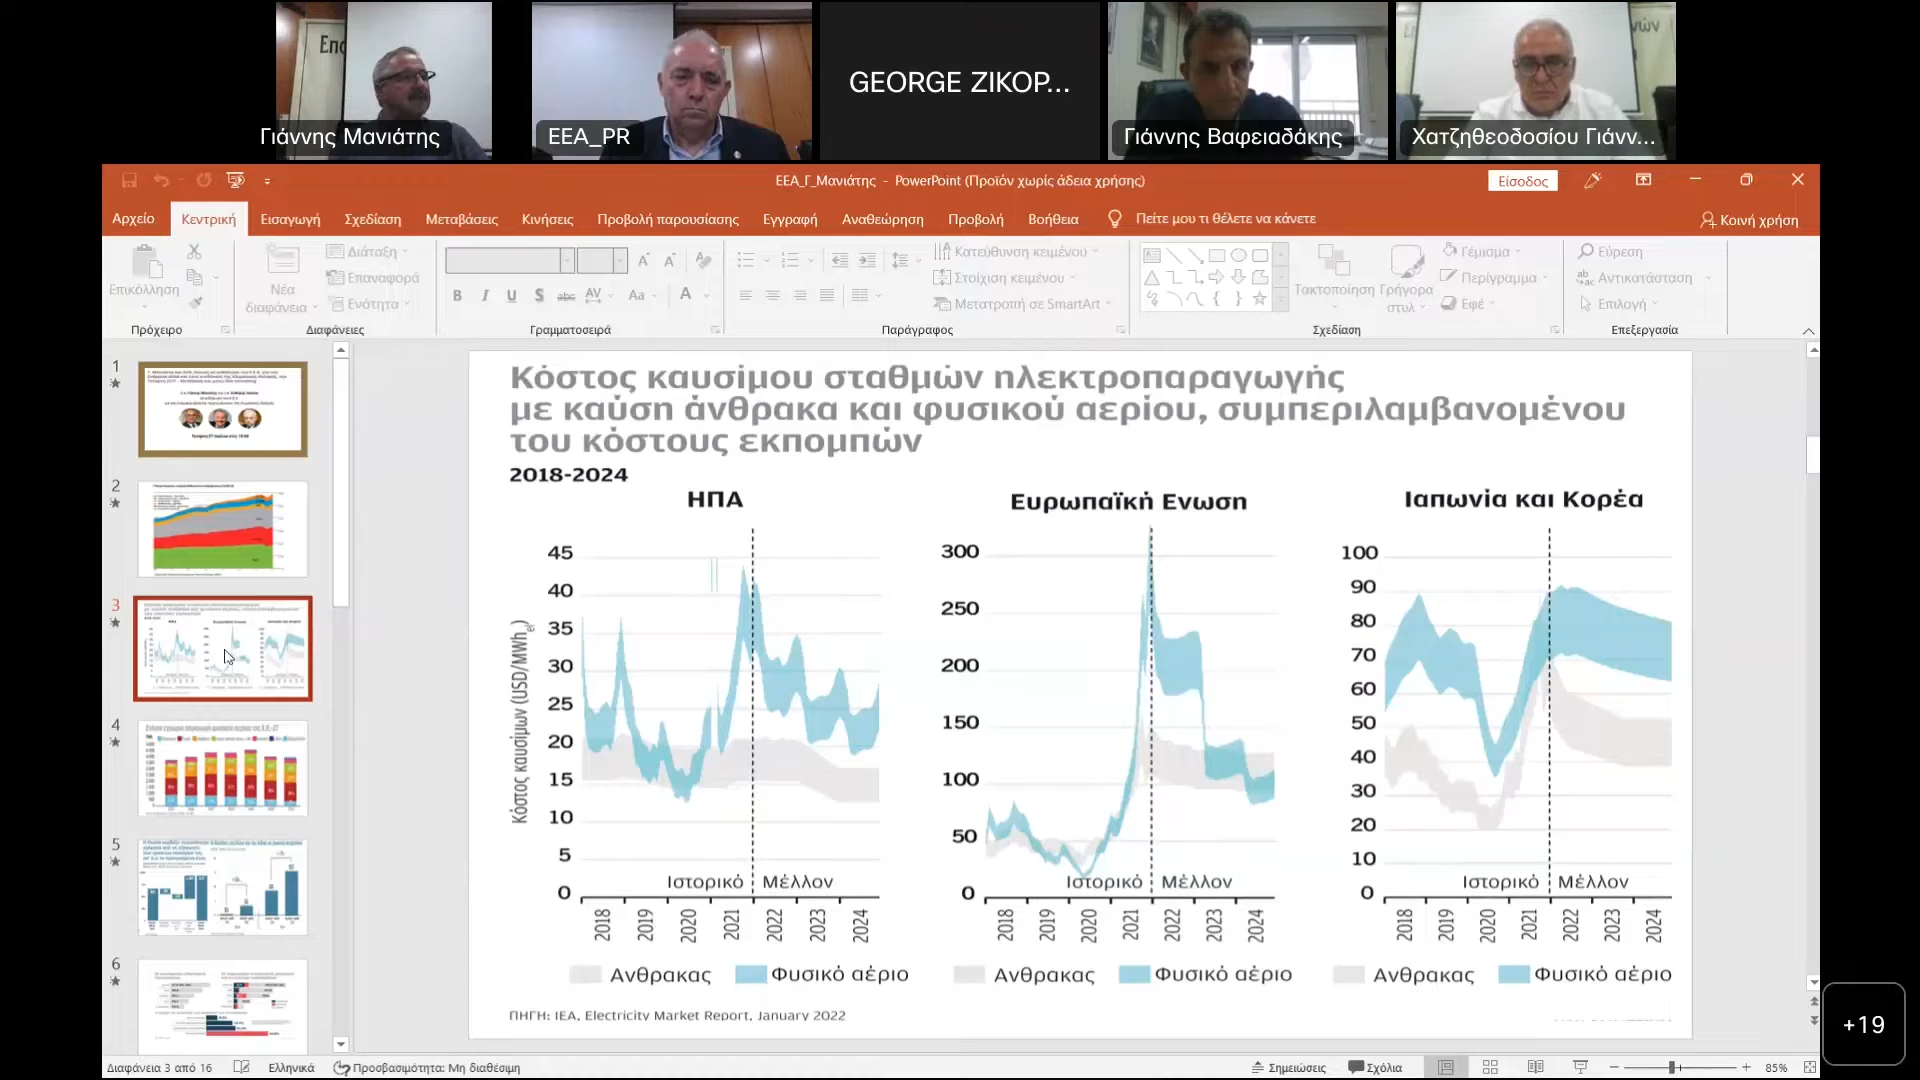 Γιάννης Μανιάτης
EEA_PR
GEORGE ZIKOP...
Γιάννης Βαφειαδάκης
Χατζηθεοδοσίου Γιάνν...
ΕΕΑ_Γ_Μανιάτης - PowerPoint (Προϊόν χωρίς άδεια χρήσης)
Είσοδος
Αρχείο Κεντρική Εισαγωγή Σχεδίαση Μεταβάσεις Κινήσεις Προβολή παρουσίασης Εγγραφή Αναθεώρηση Προβολή Βοήθεια Πείτε μου τι θέλετε να κάνετε Κοινή χρήση
Επικόλληση
Νέα διαφάνεια
Διάταξη
Επαναφορά
Ενότητα
Κατεύθυνση κειμένου
Στοίχιση κειμένου
Μετατροπή σε SmartArt
Τακτοποίηση
Γρήγορα στυλ
Γέμισμα
Περίγραμμα
Εφέ
Εύρεση
Αντικατάσταση
Επιλογή
Πρόχειρο Διαφάνειες Γραμματοσειρά Παράγραφος Σχεδίαση Επεξεργασία
1
2
3
4
5
6
Κόστος καυσίμου σταθμών ηλεκτροπαραγωγής
με καύση άνθρακα και φυσικού αερίου, συμπεριλαμβανομένου
του κόστους εκπομπών
2018-2024
ΗΠΑ
Κόστος καυσίμων (USD/MWh el)
45
40
35
30
25
20
15
10
5
0
Ιστορικό Μέλλον
2018 2019 2020 2021 2022 2023 2024
Ανθρακας Φυσικό αέριο
Ευρωπαϊκή Ενωση
300
250
200
150
100
50
0
Ιστορικό Μέλλον
2018 2019 2020 2021 2022 2023 2024
Ανθρακας Φυσικό αέριο
Ιαπωνία και Κορέα
100
90
80
70
60
50
40
30
20
10
0
Ιστορικό Μέλλον
2018 2019 2020 2021 2022 2023 2024
Ανθρακας Φυσικό αέριο
ΠΗΓΗ: IEA, Electricity Market Report, January 2022
+19
Διαφάνεια 3 από 16 Ελληνικά Προσβασιμότητα: Μη διαθέσιμη Σημειώσεις Σχόλια 85%